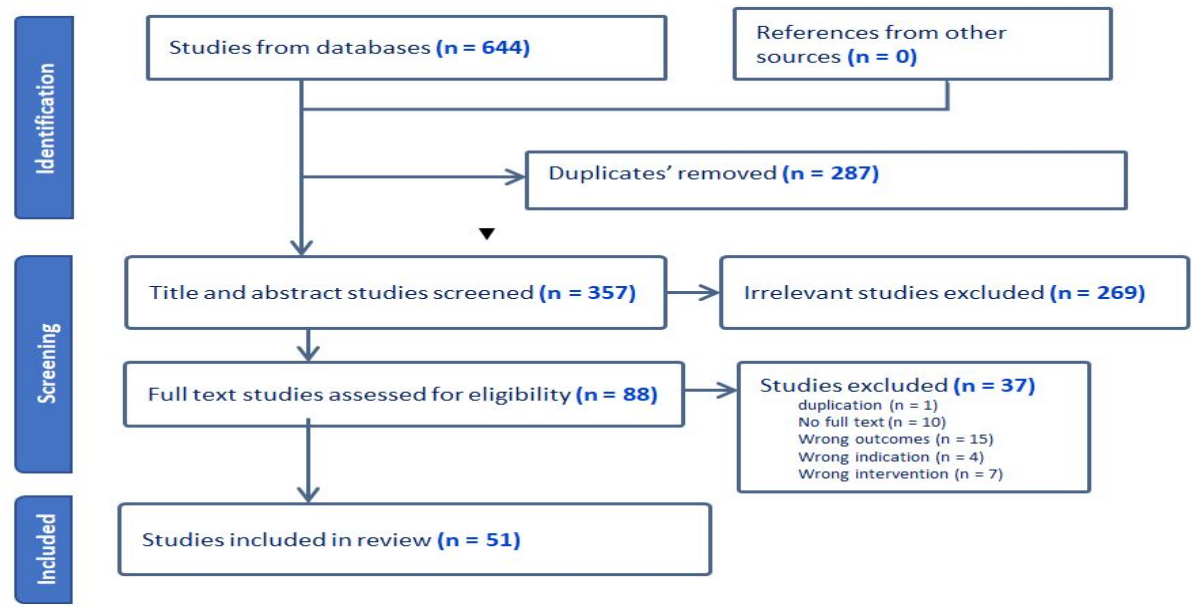 Identification
Studies from databases (n = 644)
References from other
sources (n = 0)
Duplicates’ removed (n = 287)
Screening
Title and abstract studies screened (n = 357)
Irrelevant studies excluded (n = 269)
Full text studies assessed for eligibility (n = 88)
Studies excluded (n = 37)
duplication (n = 1)
No full text (n = 10)
Wrong outcomes (n = 15)
Wrong indication (n = 4)
Wrong intervention (n = 7)
Included
Studies included in review (n = 51)